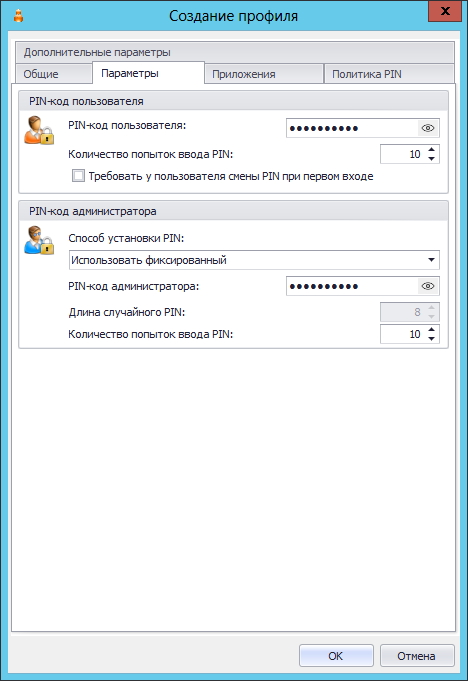 Создание профиля
x
Дополнительные параметры
Общие Параметры Приложения Политика PIN
PIN-код пользователя
PIN-код пользователя: ••••••••••
Количество попыток ввода PIN: 10
Требовать у пользователя смены PIN при первом входе
PIN-код администратора
Способ установки PIN:
Использовать фиксированный
PIN-код администратора: ••••••••••
Длина случайного PIN: 8
Количество попыток ввода PIN: 10
OK Отмена